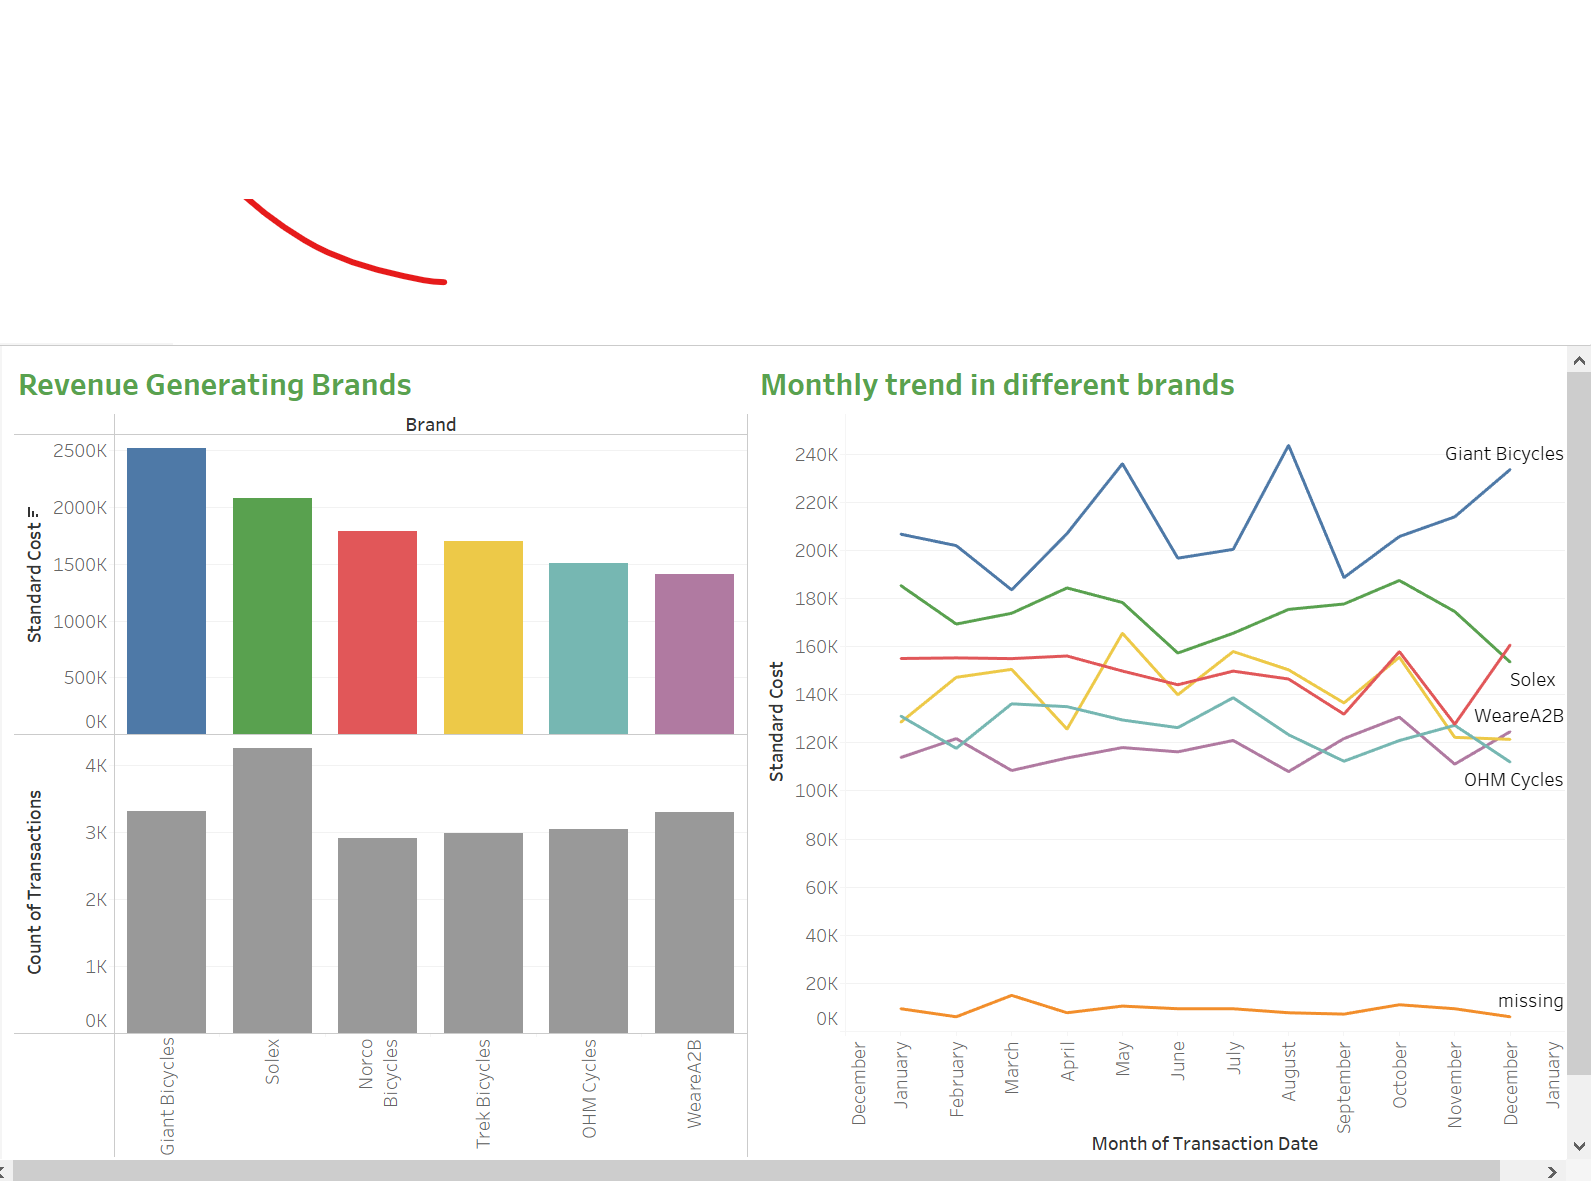 Revenue Generating Brands
Brand
Standard Cost
2500K
2000K
1500K
1000K
500K
0K
Count of Transactions
4K
3K
2K
1K
0K
Giant Bicycles
Solex
Norco
Bicycles
Trek Bicycles
OHM Cycles
WeareA2B
Monthly trend in different brands
Standard Cost
240K
220K
200K
180K
160K
140K
120K
100K
80K
60K
40K
20K
0K
Giant Bicycles
Solex
WeareA2B
OHM Cycles
missing
December
January
February
March
April
May
June
July
August
September
October
November
December
January
Month of Transaction Date